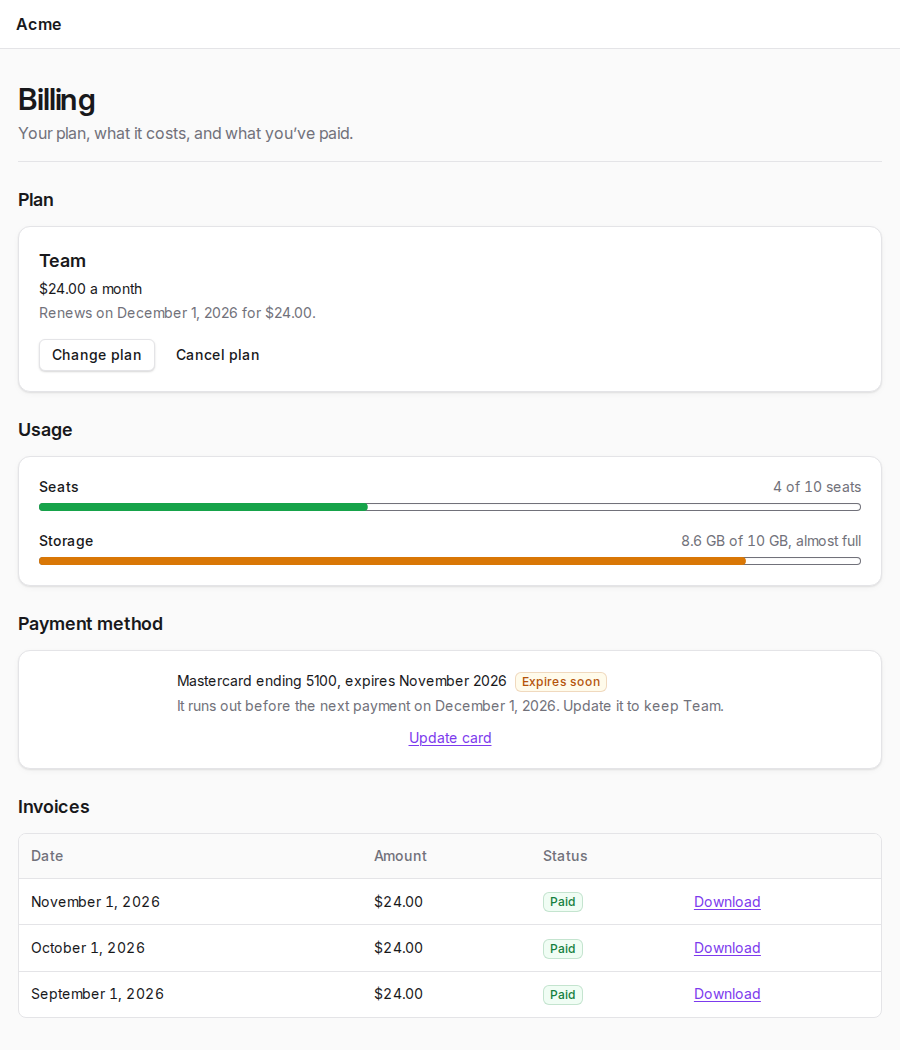 Acme
Billing
Your plan, what it costs, and what you’ve paid.
Plan
Team
$24.00 a month
Renews on December 1, 2026 for $24.00.
Change plan Cancel plan
Usage
Seats 4 of 10 seats
Storage 8.6 GB of 10 GB, almost full
Payment method
Mastercard ending 5100, expires November 2026 Expires soon
It runs out before the next payment on December 1, 2026. Update it to keep Team.
Update card
Invoices
Date Amount Status
November 1, 2026 $24.00 Paid Download
October 1, 2026 $24.00 Paid Download
September 1, 2026 $24.00 Paid Download